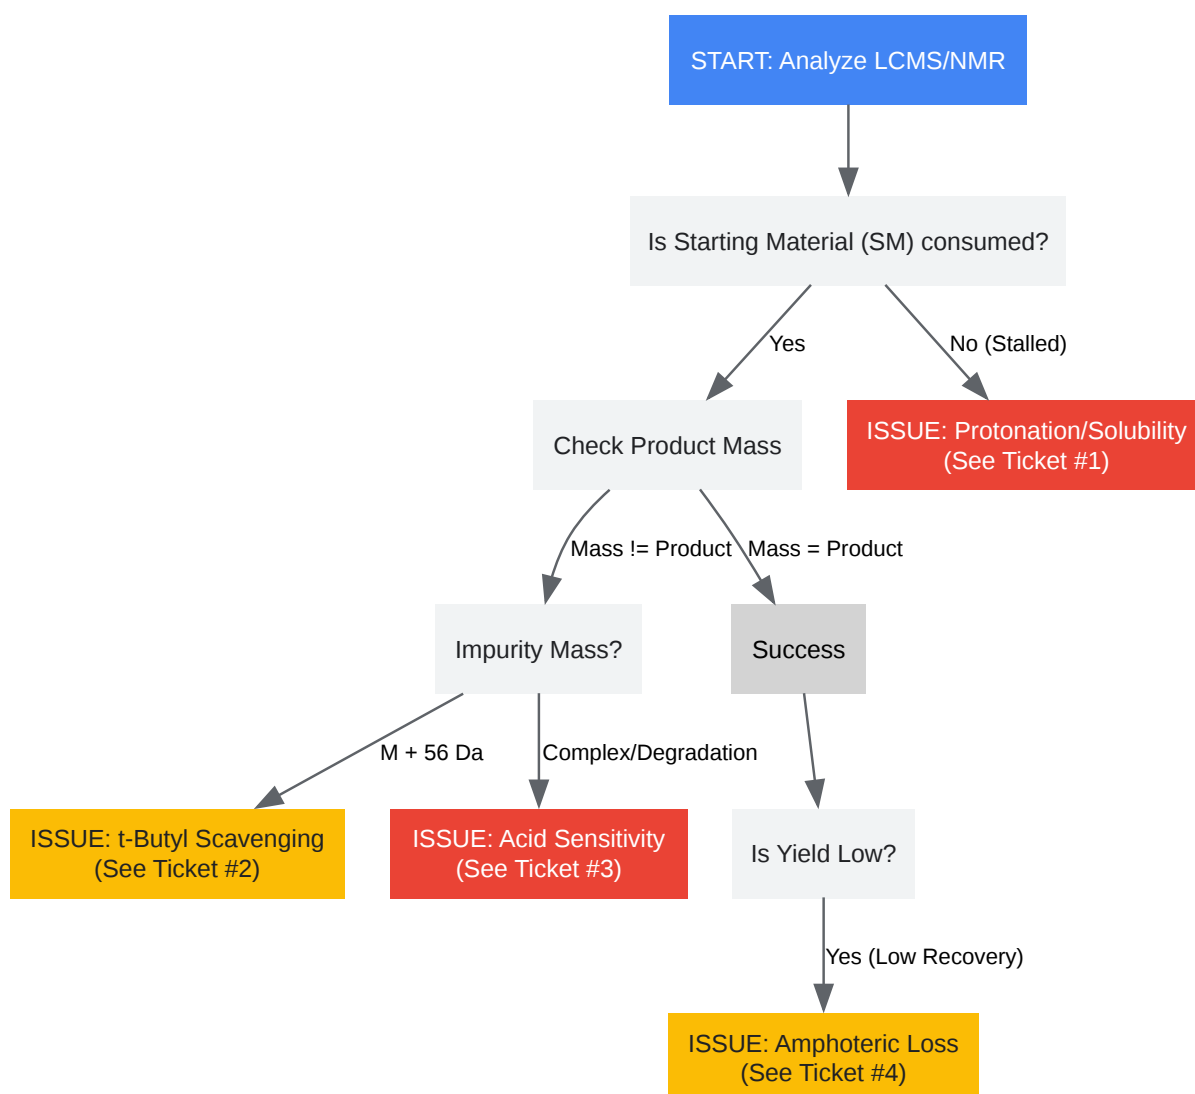 START: Analyze LCMS/NMR
Is Starting Material (SM) consumed?
Yes
No (Stalled)
Check Product Mass
ISSUE: Protonation/Solubility
(See Ticket #1)
Mass != Product
Mass = Product
Impurity Mass?
Success
M + 56 Da
Complex/Degradation
ISSUE: t-Butyl Scavenging
(See Ticket #2)
ISSUE: Acid Sensitivity
(See Ticket #3)
Is Yield Low?
Yes (Low Recovery)
ISSUE: Amphoteric Loss
(See Ticket #4)